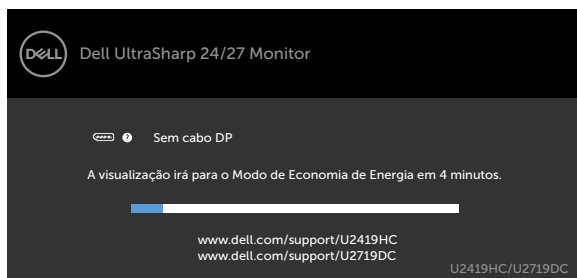 DELL
Dell UltraSharp 24/27 Monitor
? Sem cabo DP
A visualização irá para o Modo de Economia de Energia em 4 minutos.
www.dell.com/support/U2419HC
www.dell.com/support/U2719DC
U2419HC/U2719DC